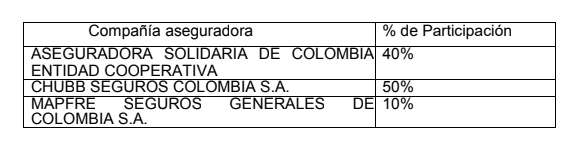 Compañía aseguradora % de Participación
ASEGURADORA SOLIDARIA DE COLOMBIA 40%
ENTIDAD COOPERATIVA
CHUBB SEGUROS COLOMBIA S.A. 50%
MAPFRE SEGUROS GENERALES DE 10%
COLOMBIA S.A.